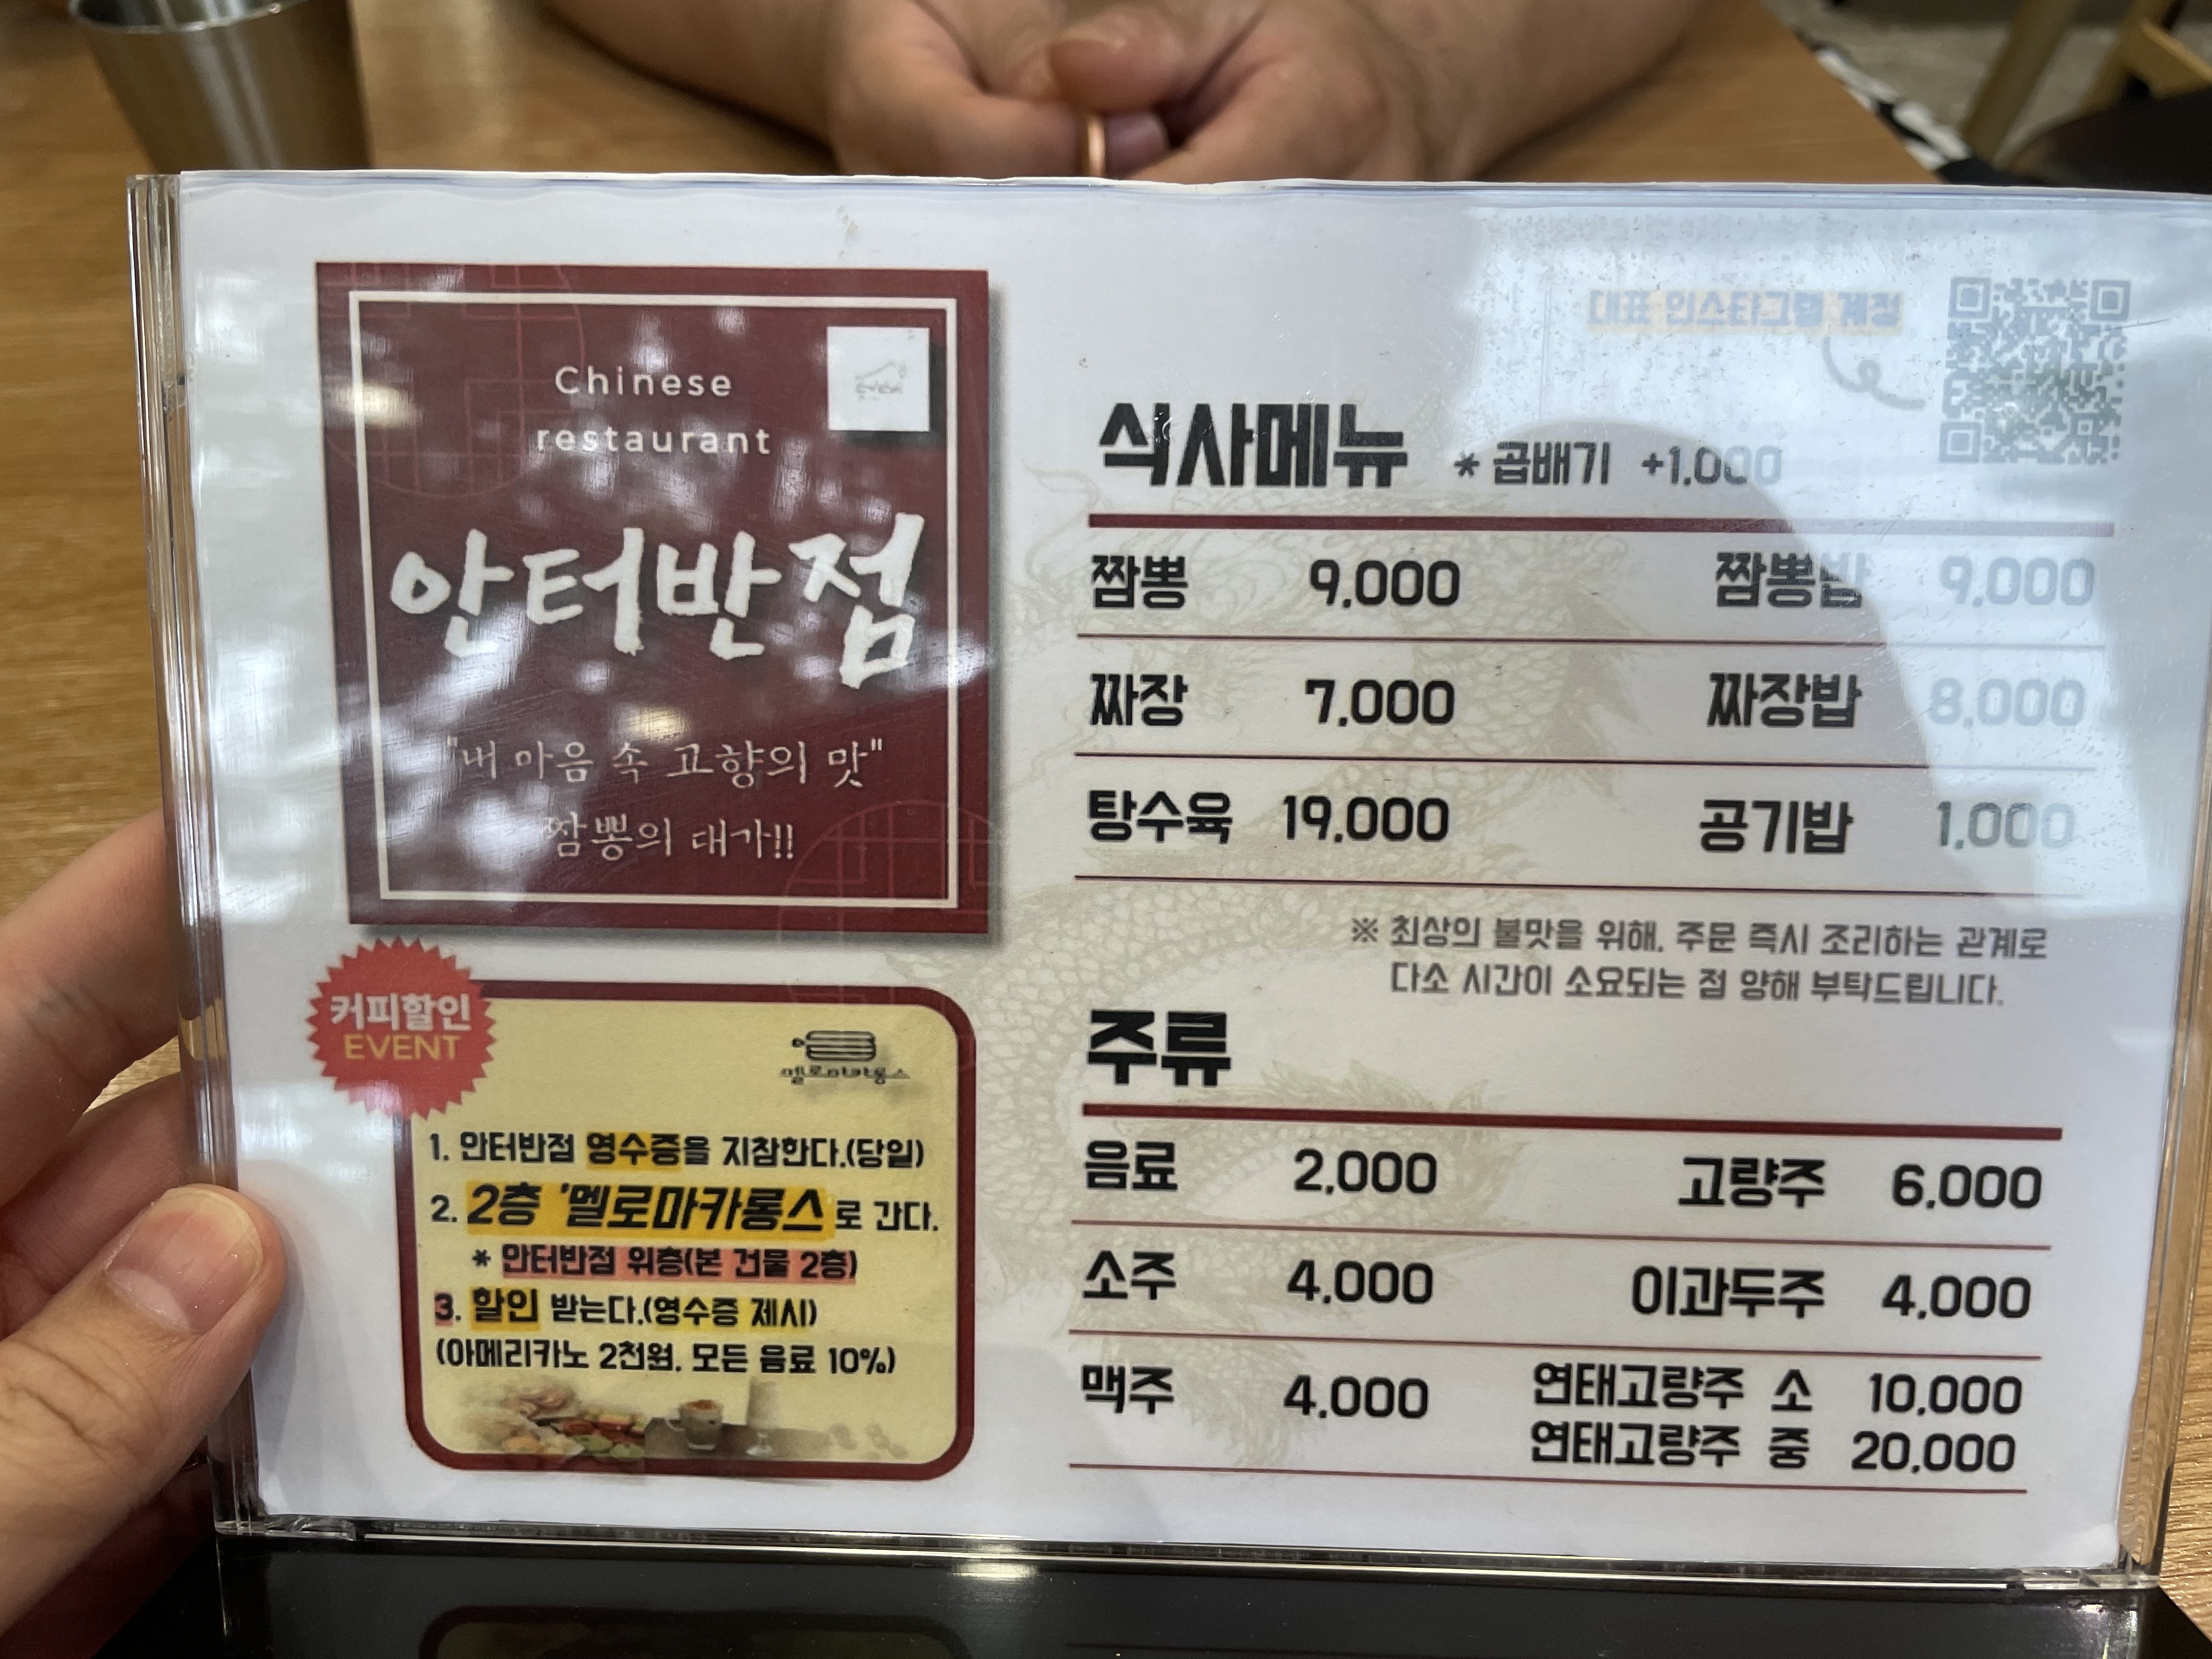 Chinese
restaurant
안터반점
"내 마음 속 고향의 맛"
짬뽕의 대가!!
대표 인스타그램 계정
식사메뉴 * 곱배기 +1,000
짬뽕 9,000 짬뽕밥 9,000
짜장 7,000 짜장밥 8,000
탕수육 19,000 공기밥 1,000
※ 최상의 불맛을 위해, 주문 즉시 조리하는 관계로
다소 시간이 소요되는 점 양해 부탁드립니다.
주류
음료 2,000 고량주 6,000
소주 4,000 이과두주 4,000
맥주 4,000 연태고량주 소 10,000
연태고량주 중 20,000
커피할인
EVENT
멜로마카롱스
1. 안터반점 영수증을 지참한다.(당일)
2. 2층 '멜로마카롱스 로 간다.
* 안터반점 위층(본 건물 2층)
3. 할인 받는다.(영수증 제시)
(아메리카노 2천원, 모든 음료 10%)